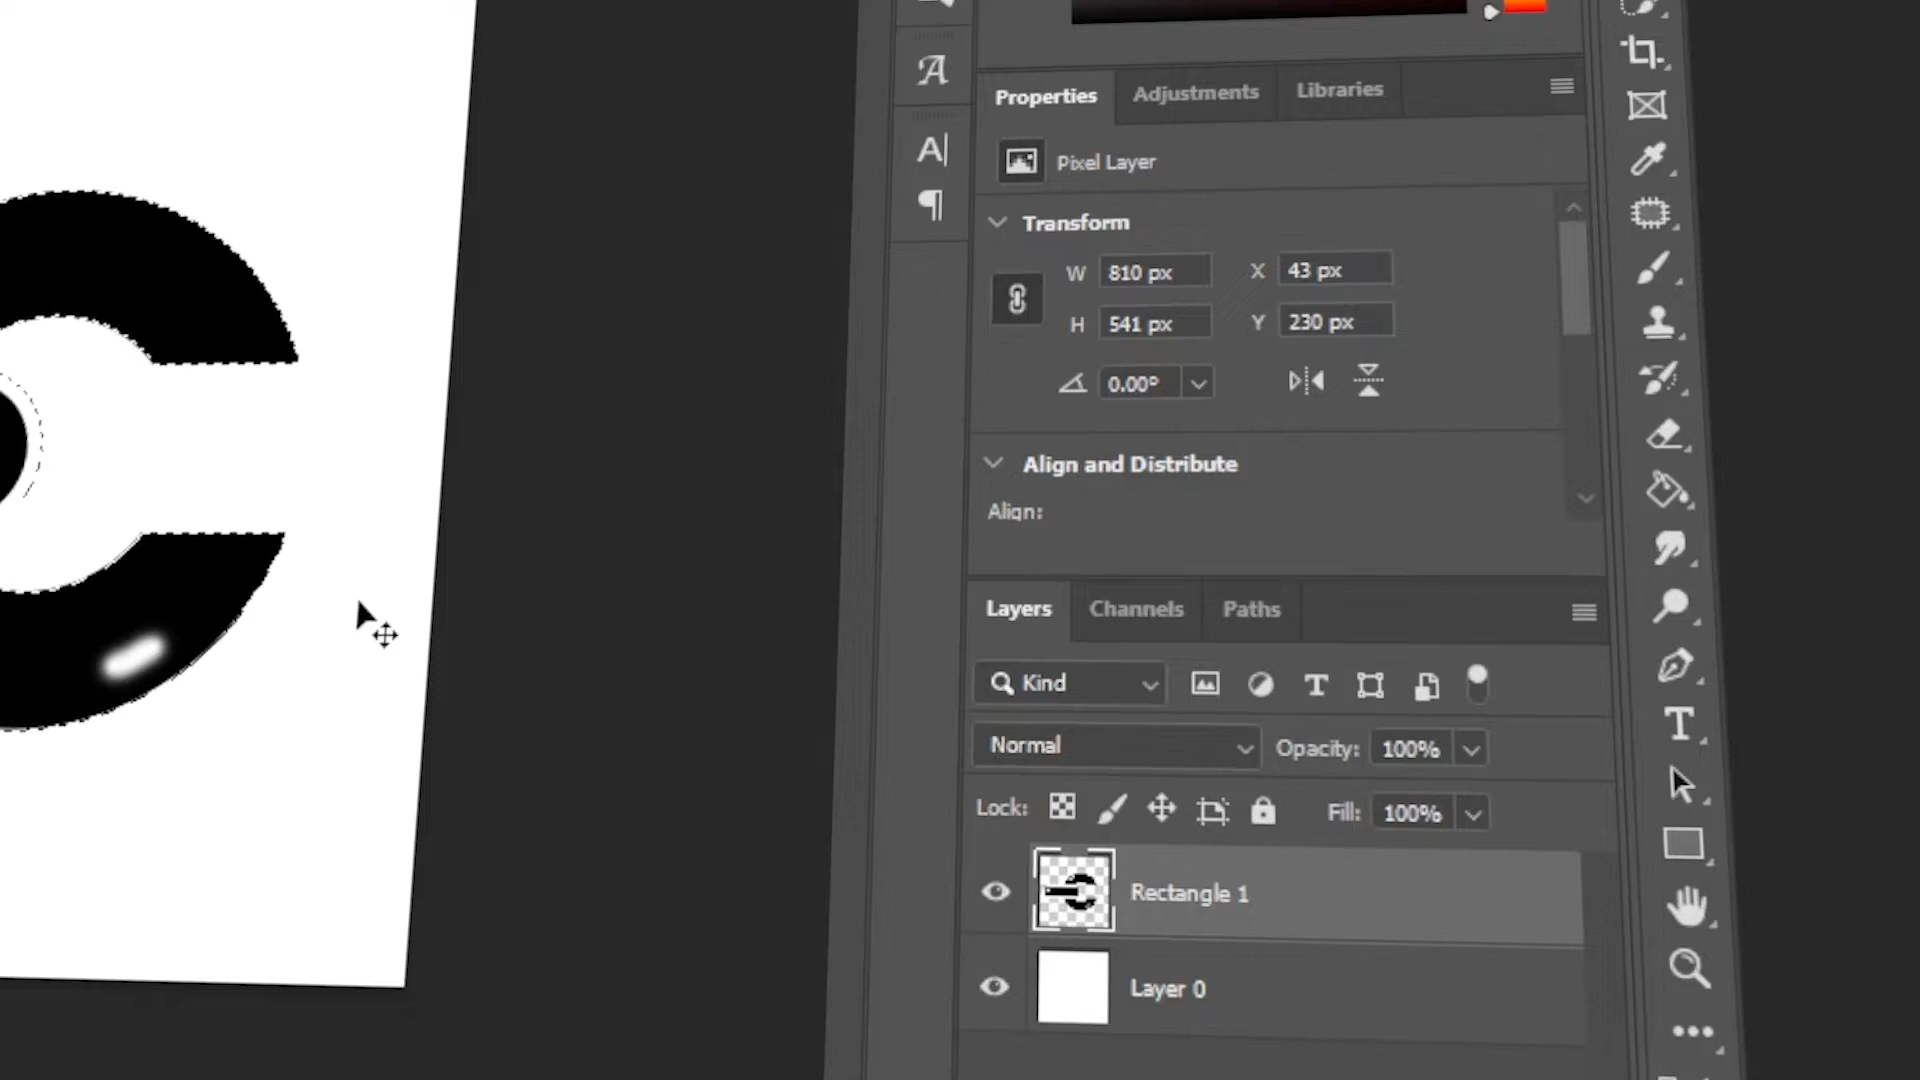 Properties Adjustments Libraries
Pixel Layer
Transform
W 810 px X 43 px
H 541 px Y 230 px
0.00°
Align and Distribute
Align:
Layers Channels Paths
Kind
Normal Opacity: 100%
Lock: Fill: 100%
Rectangle 1
Layer 0